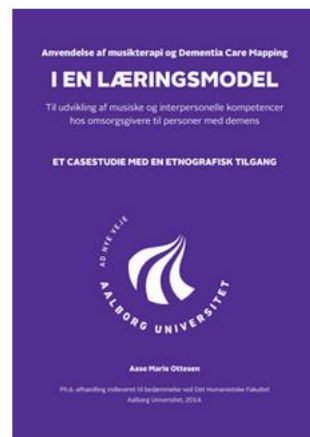 Anvendelse af musikterapi og Dementia Care Mapping
I EN LÆRINGSMODEL
Til udvikling af musiske og interpersonelle kompetencer
hos omsorgsgivere til personer med demens
ET CASESTUDIE MED EN ETNOGRAFISK TILGANG
AD NYE VEJE
AALBORG UNIVERSITET
Aase Marie Ottesen
Ph.d.-afhandling indleveret til bedømmelse ved Det Humanistiske Fakultet
Aalborg Universitet, 2014